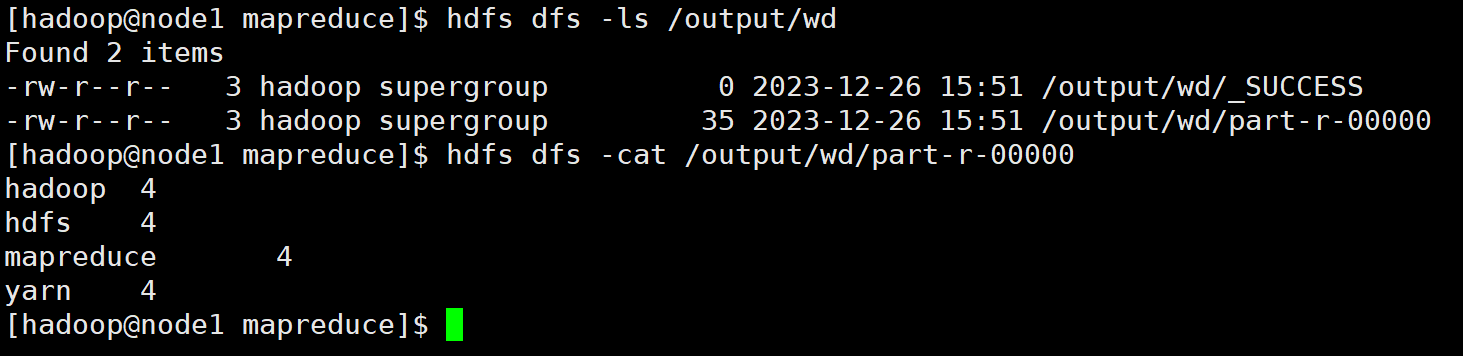 [hadoop@node1 mapreduce]$ hdfs dfs -ls /output/wd
Found 2 items
-rw-r--r--   3 hadoop supergroup          0 2023-12-26 15:51 /output/wd/_SUCCESS
-rw-r--r--   3 hadoop supergroup         35 2023-12-26 15:51 /output/wd/part-r-00000
[hadoop@node1 mapreduce]$ hdfs dfs -cat /output/wd/part-r-00000
hadoop  4
hdfs    4
mapreduce       4
yarn    4
[hadoop@node1 mapreduce]$